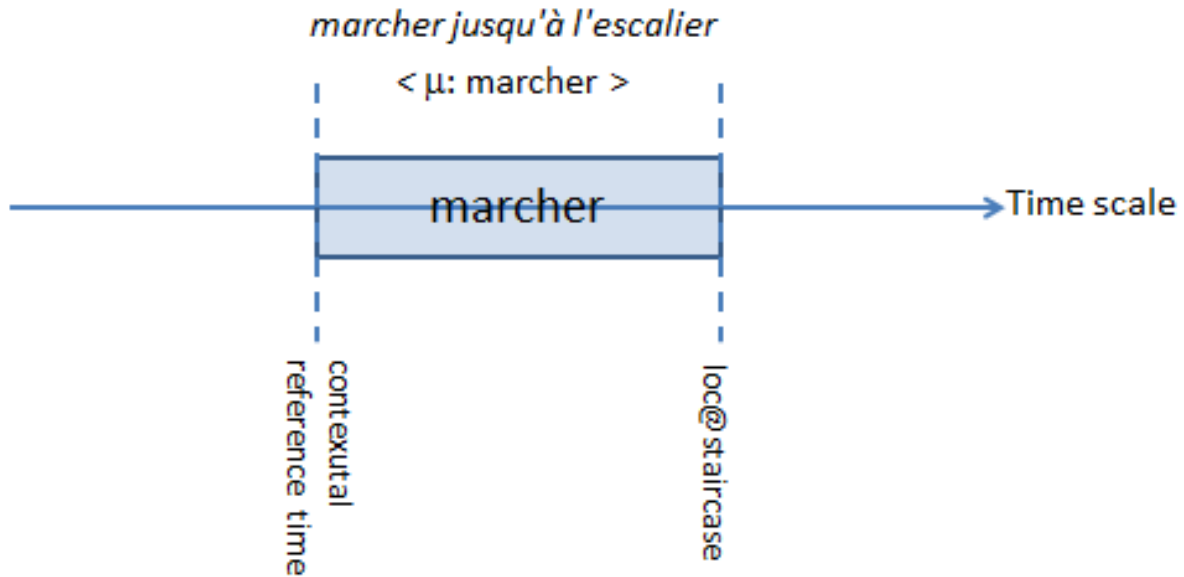 marcher jusqu'à l'escalier
< μ: marcher >
marcher
Time scale
contexutal
reference time
loc@staircase